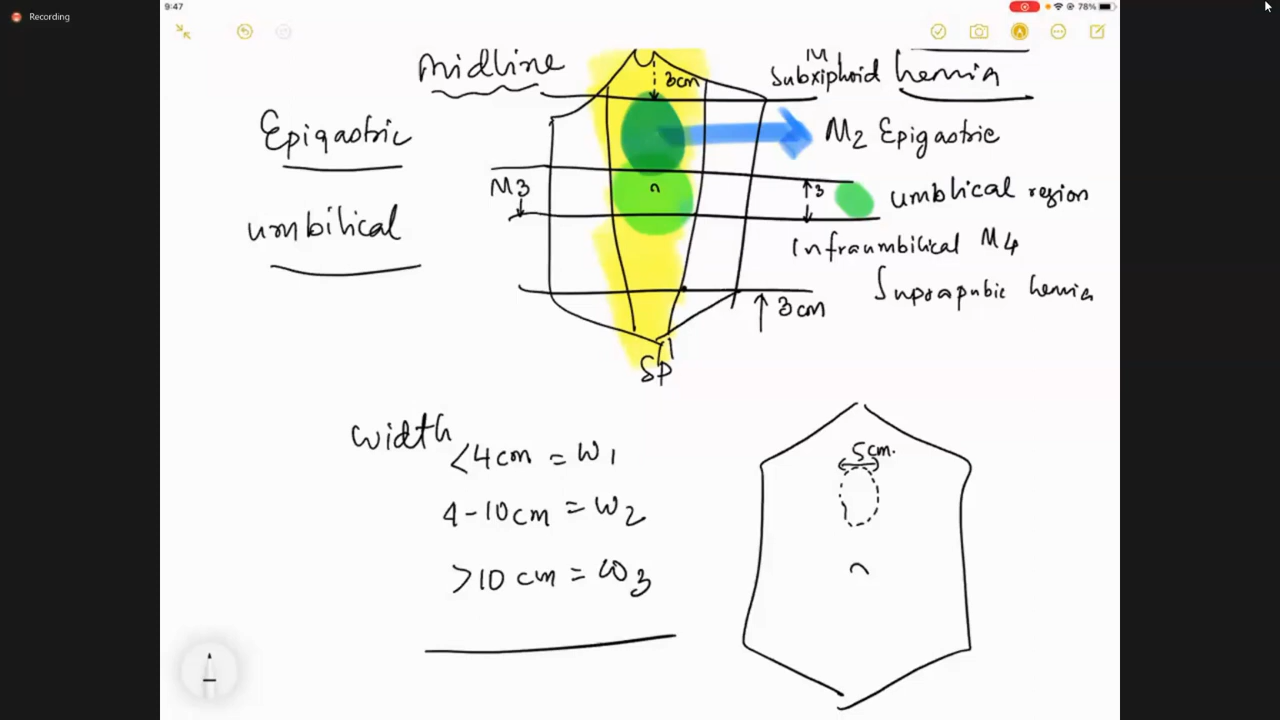 9:47
Recording
78%
midline
3cm
M
Subxiphoid hernia
Epigastric
M2 Epigastric
M3
3
umblical region
umbilical
Infraumbilical M4
Suprapubic hernia
3cm
SP
width
<4cm = W1
4-10cm = W2
>10 cm = W3
5cm.